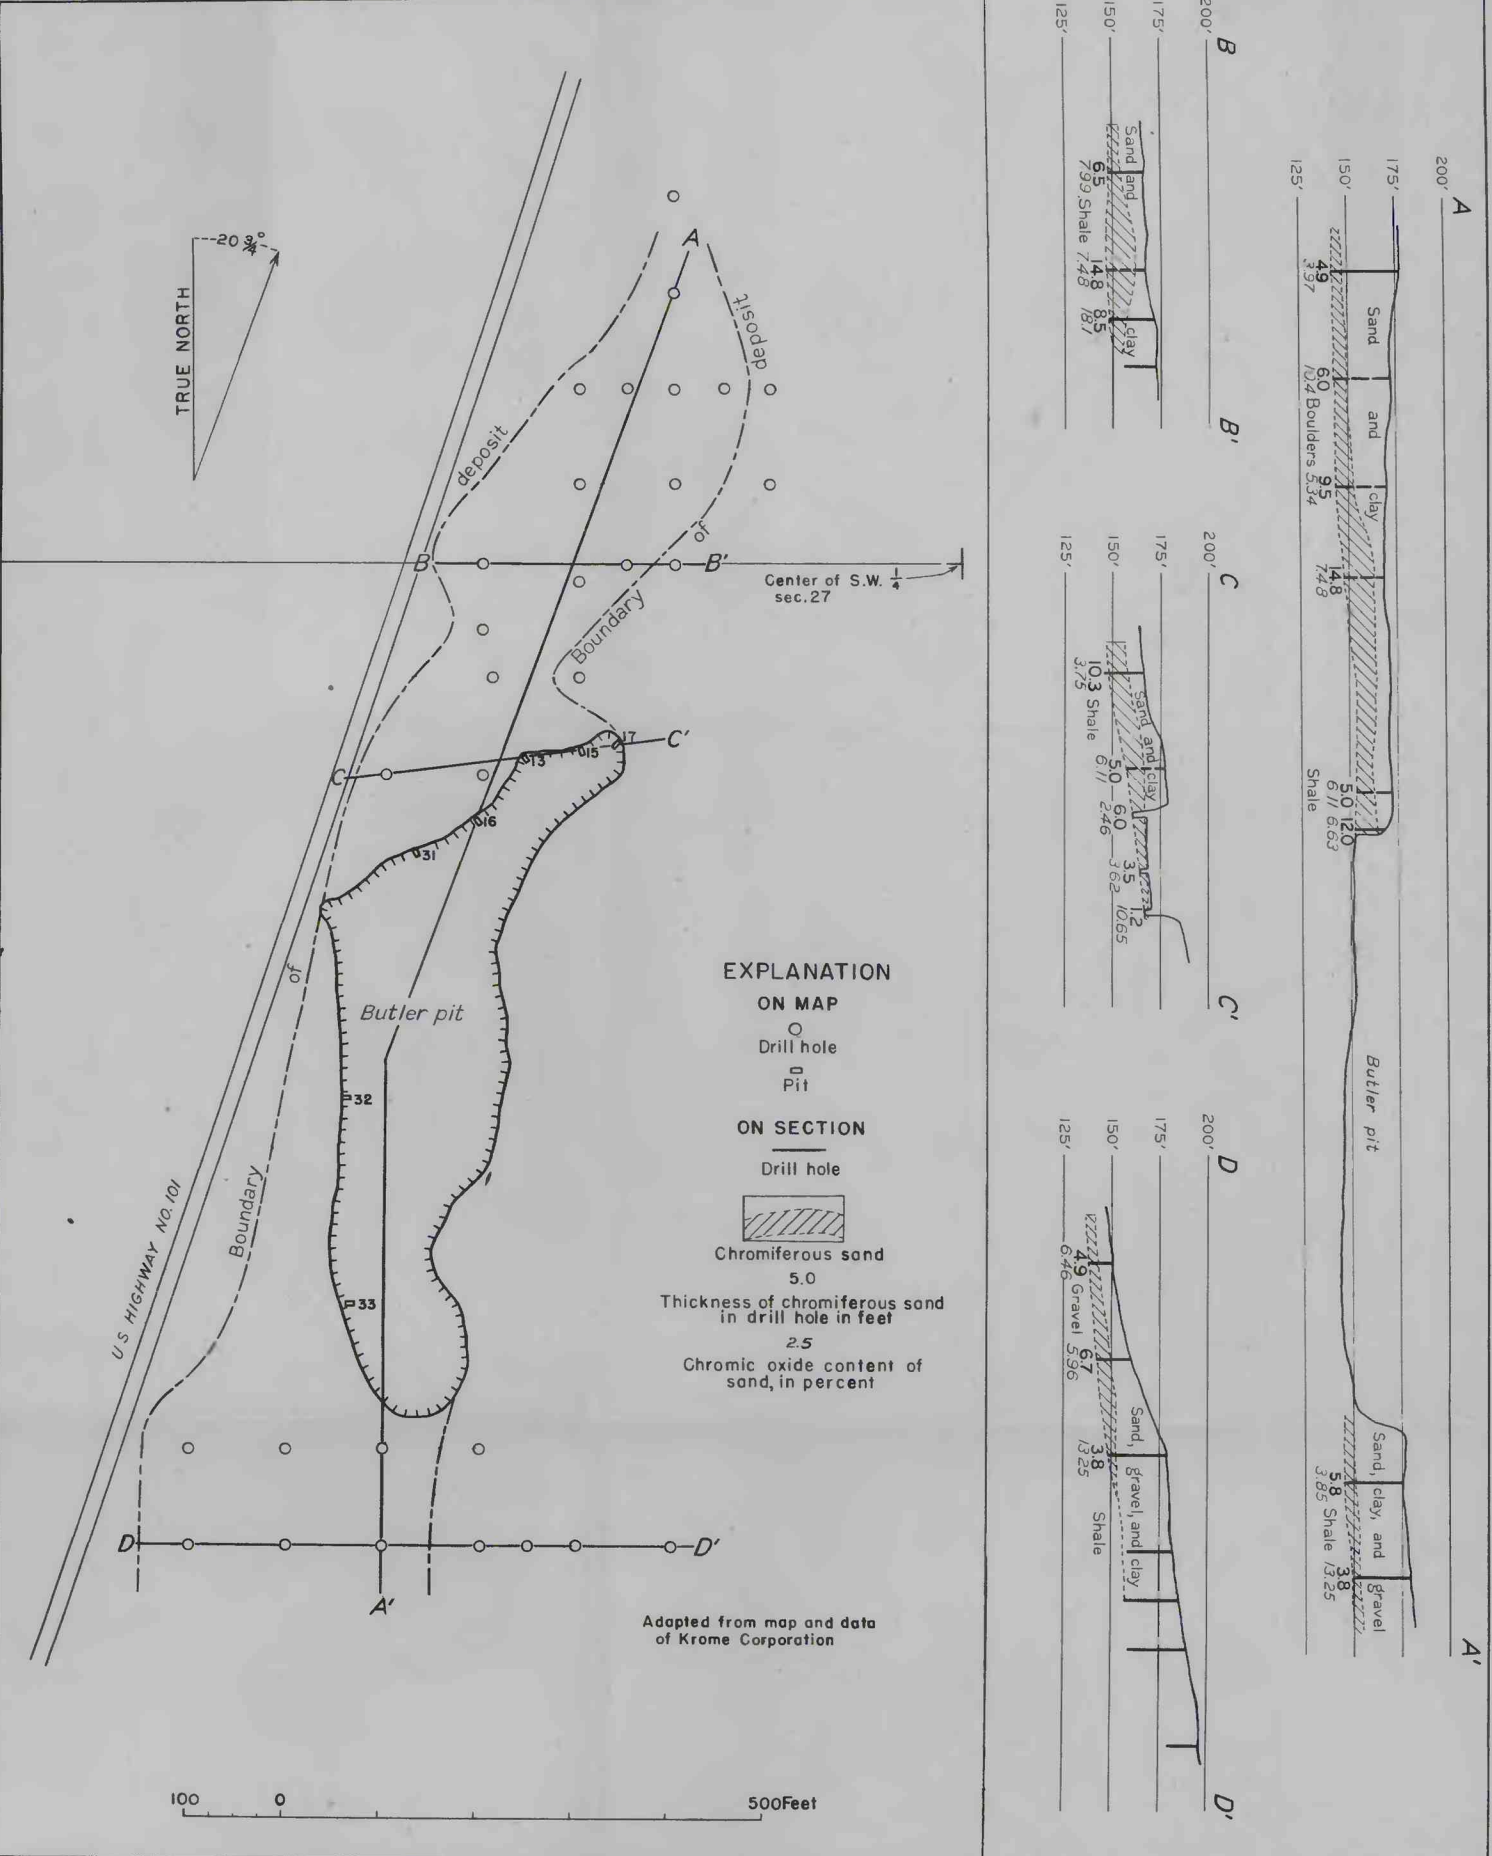 A
deposit
deposit
20 3/4°
TRUE NORTH
B
B'
of
Center of S.W. 1/4
sec. 27
Boundary
C
C'
17
15
13
16
31
of
Butler pit
32
Boundary
33
US HIGHWAY NO. 101
D
D'
A'
EXPLANATION
ON MAP
Drill hole
Pit
ON SECTION
Drill hole
Chromiferous sand
5.0
Thickness of chromiferous sand
in drill hole in feet
2.5
Chromic oxide content of
sand, in percent
Adapted from map and data
of Krome Corporation
100 0 500Feet
B B'
200'
175'
150'
125'
Sand and clay
6.5 14.8 8.5
7.99 Shale 7.48 18.1
C C'
200'
175'
150'
125'
Sand and clay
10.3 5.0 6.0 3.5 1.2
3.75 Shale 6.11 2.46 3.62 10.65
D D'
200'
175'
150'
125'
Sand, gravel, and clay
4.9 Gravel 6.7 3.8 Shale
6.46 5.96 13.25
A A'
200'
175'
150'
125'
Sand and clay Butler pit Sand, clay, and gravel
4.9 6.0 9.5 14.8 5.0 12.0 5.8 3.8
3.97 10.4 Boulders 5.34 7.48 6.11 6.63 3.85 Shale 13.25
Shale